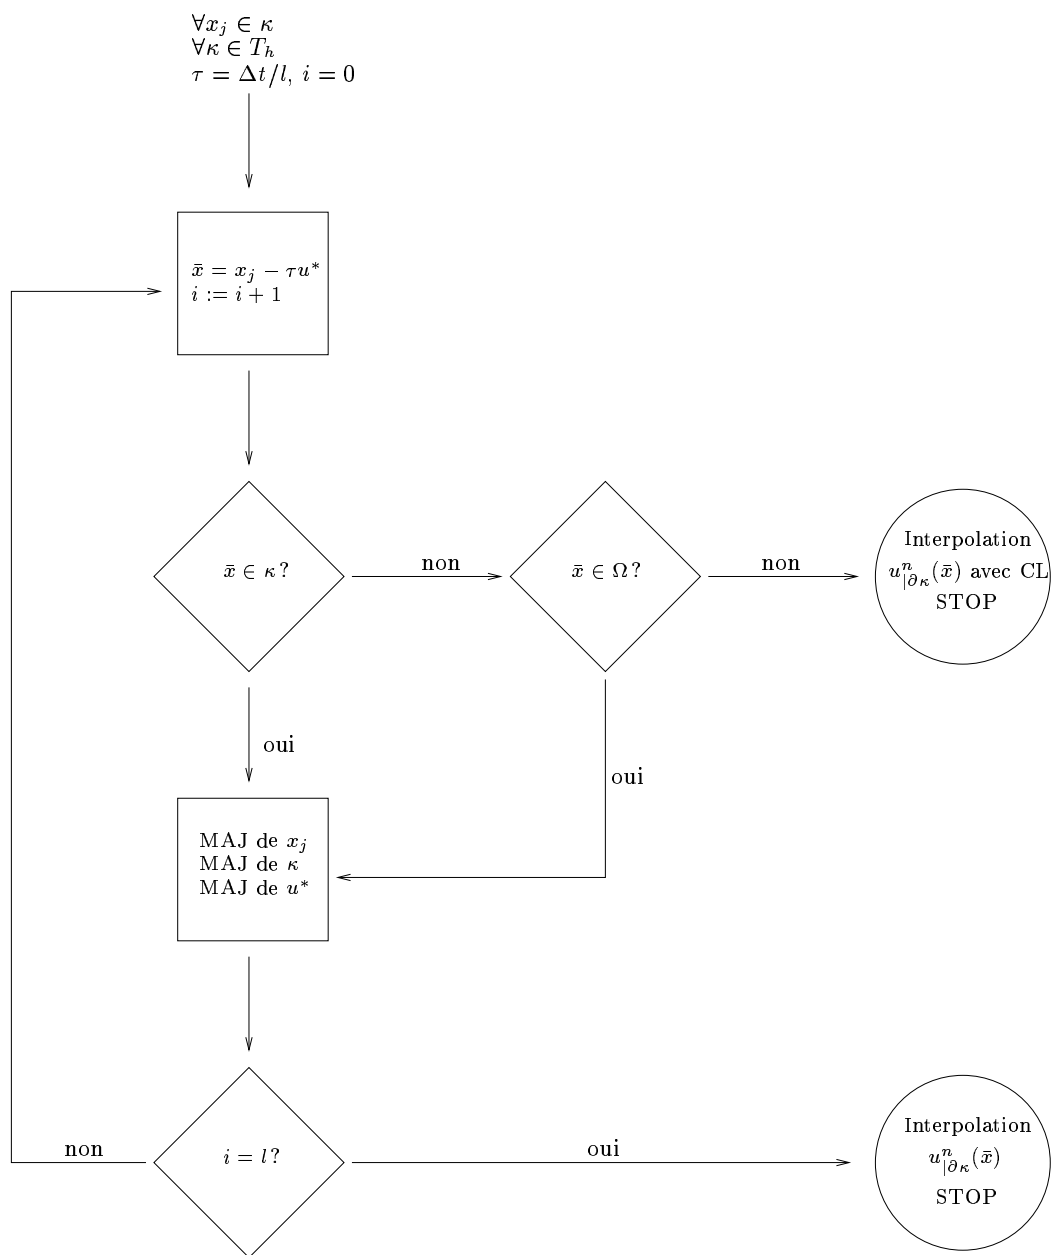 ∀x_j ∈ κ
∀κ ∈ T_h
τ = Δt/l, i = 0
x̄ = x_j − τu*
i := i + 1
x̄ ∈ κ ?
non
x̄ ∈ Ω ?
non
Interpolation
u^n_{|∂κ}(x̄) avec CL
STOP
oui
oui
MAJ de x_j
MAJ de κ
MAJ de u*
non
i = l ?
oui
Interpolation
u^n_{|∂κ}(x̄)
STOP